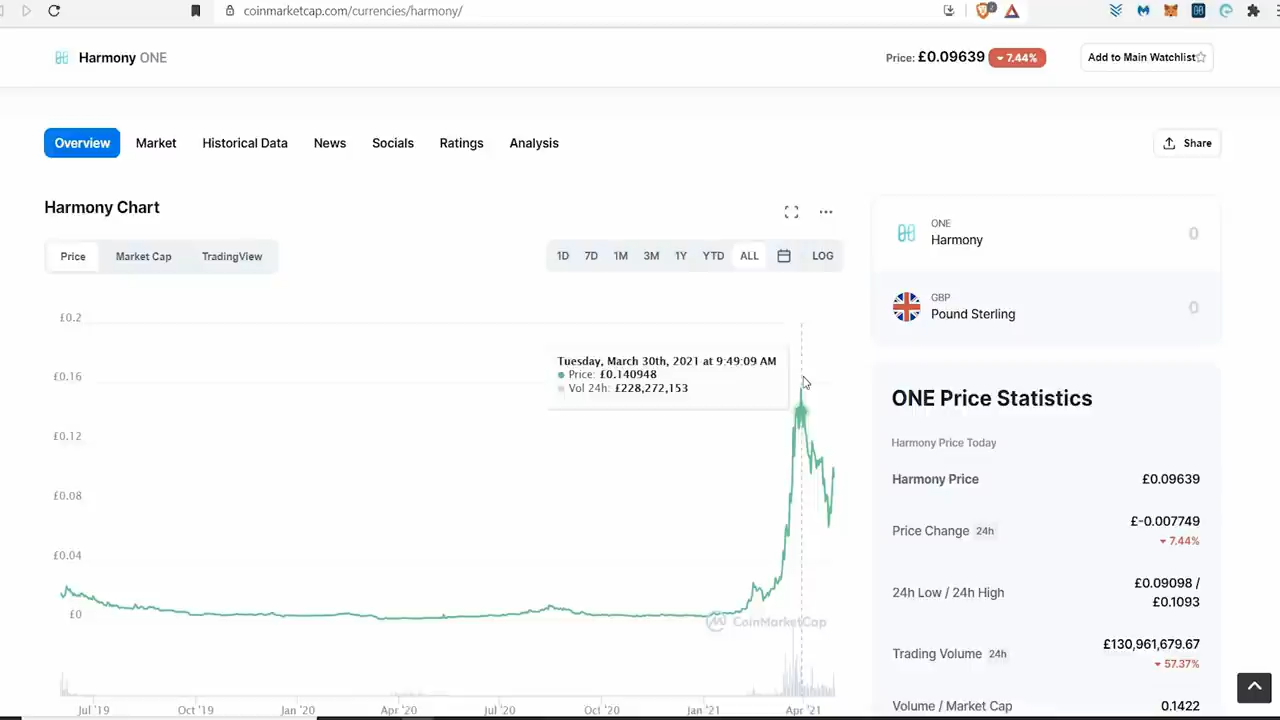 coinmarketcap.com/currencies/harmony/
Harmony ONE
Price: £0.09639 7.44%
Add to Main Watchlist
Overview Market Historical Data News Socials Ratings Analysis
Share
Harmony Chart
Price Market Cap TradingView
1D 7D 1M 3M 1Y YTD ALL LOG
£0.2
£0.16
£0.12
£0.08
£0.04
£0
Tuesday, March 30th, 2021 at 9:49:09 AM
Price: £0.140948
Vol 24h: £228,272,153
CoinMarketCap
Jul '19 Oct '19 Jan '20 Apr '20 Jul '20 Oct '20 Jan '21 Apr '21
ONE
Harmony 0
GBP
Pound Sterling 0
ONE Price Statistics
Harmony Price Today
Harmony Price £0.09639
Price Change 24h £-0.007749
7.44%
24h Low / 24h High £0.09098 /
£0.1093
Trading Volume 24h £130,961,679.67
57.37%
Volume / Market Cap 0.1422